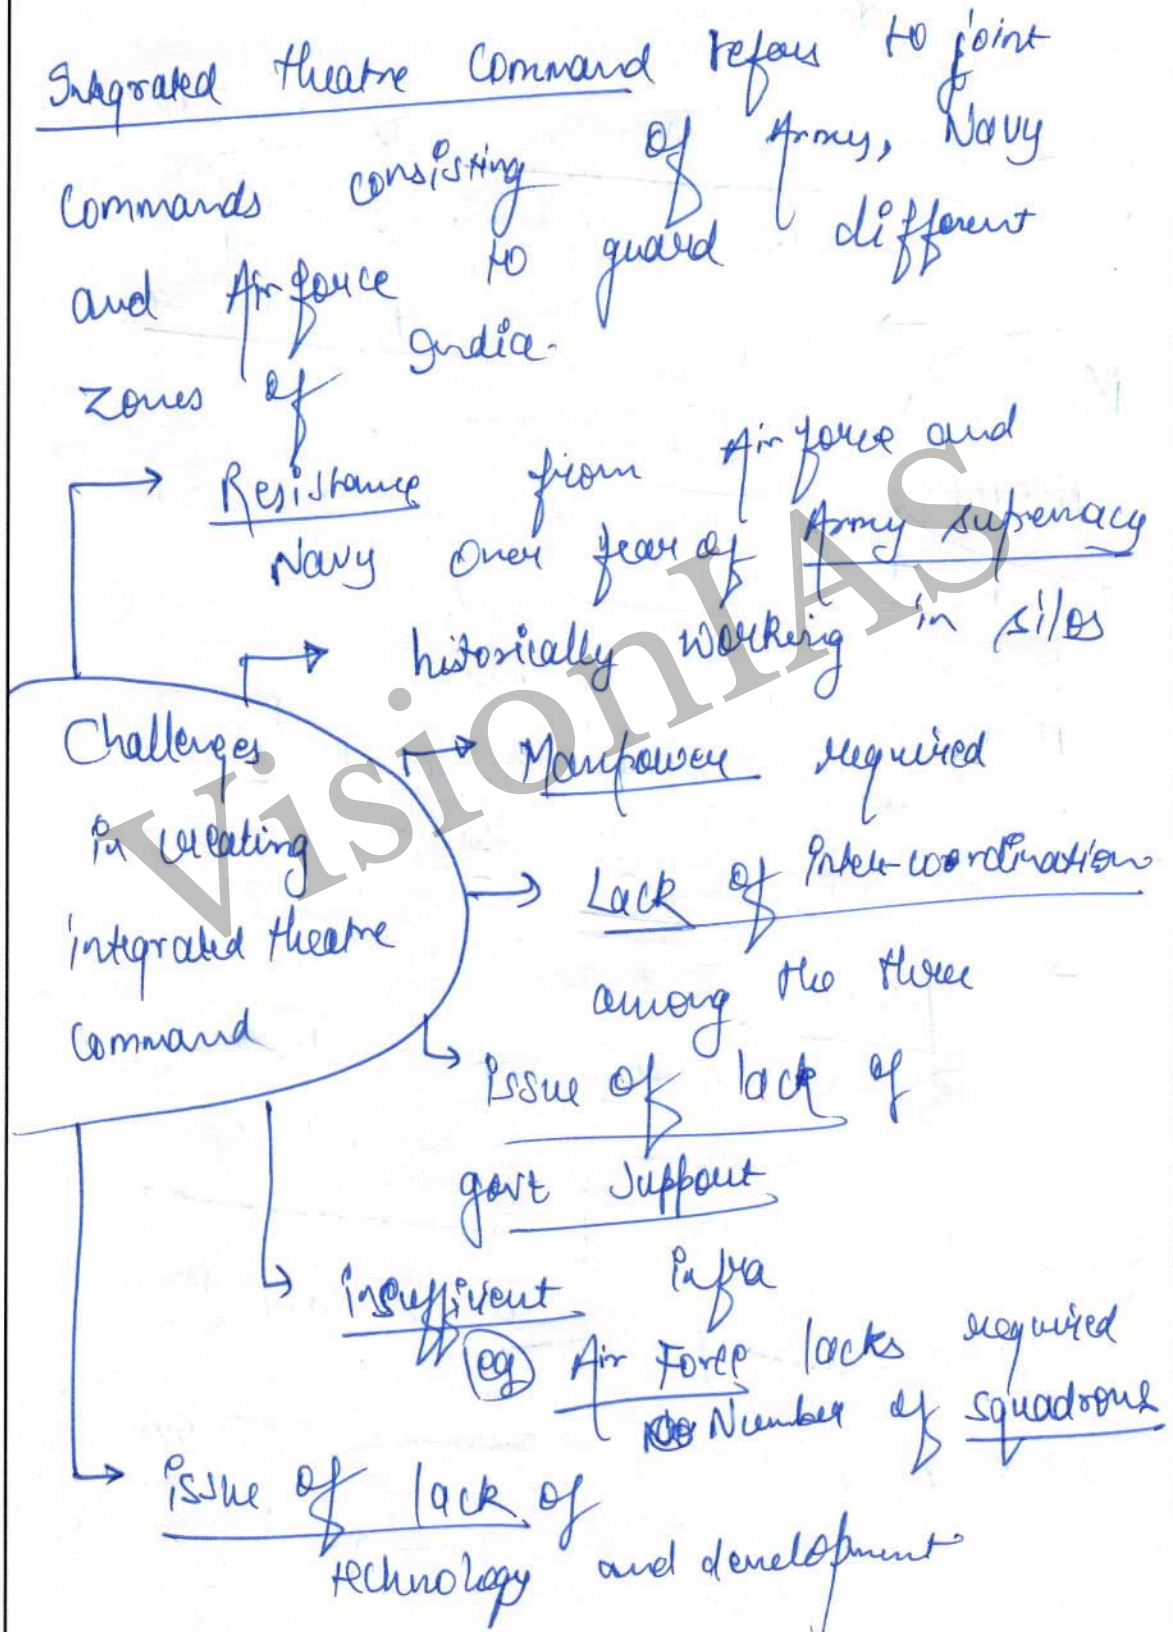 Integrated theatre Command refers to joint
Commands consisting of Army, Navy
and Air force to guard different
zones of India.
Resistance from Air force and
Navy over fear of Army supremacy
historically working in silos
Manpower required
Lack of inter-coordination
among the three
issue of lack of
govt support
insufficient infra
eg Air Force lacks required
Number of squadrons
issue of lack of
technology and development
Challenges
in creating
integrated theatre
Command
VisionIAS